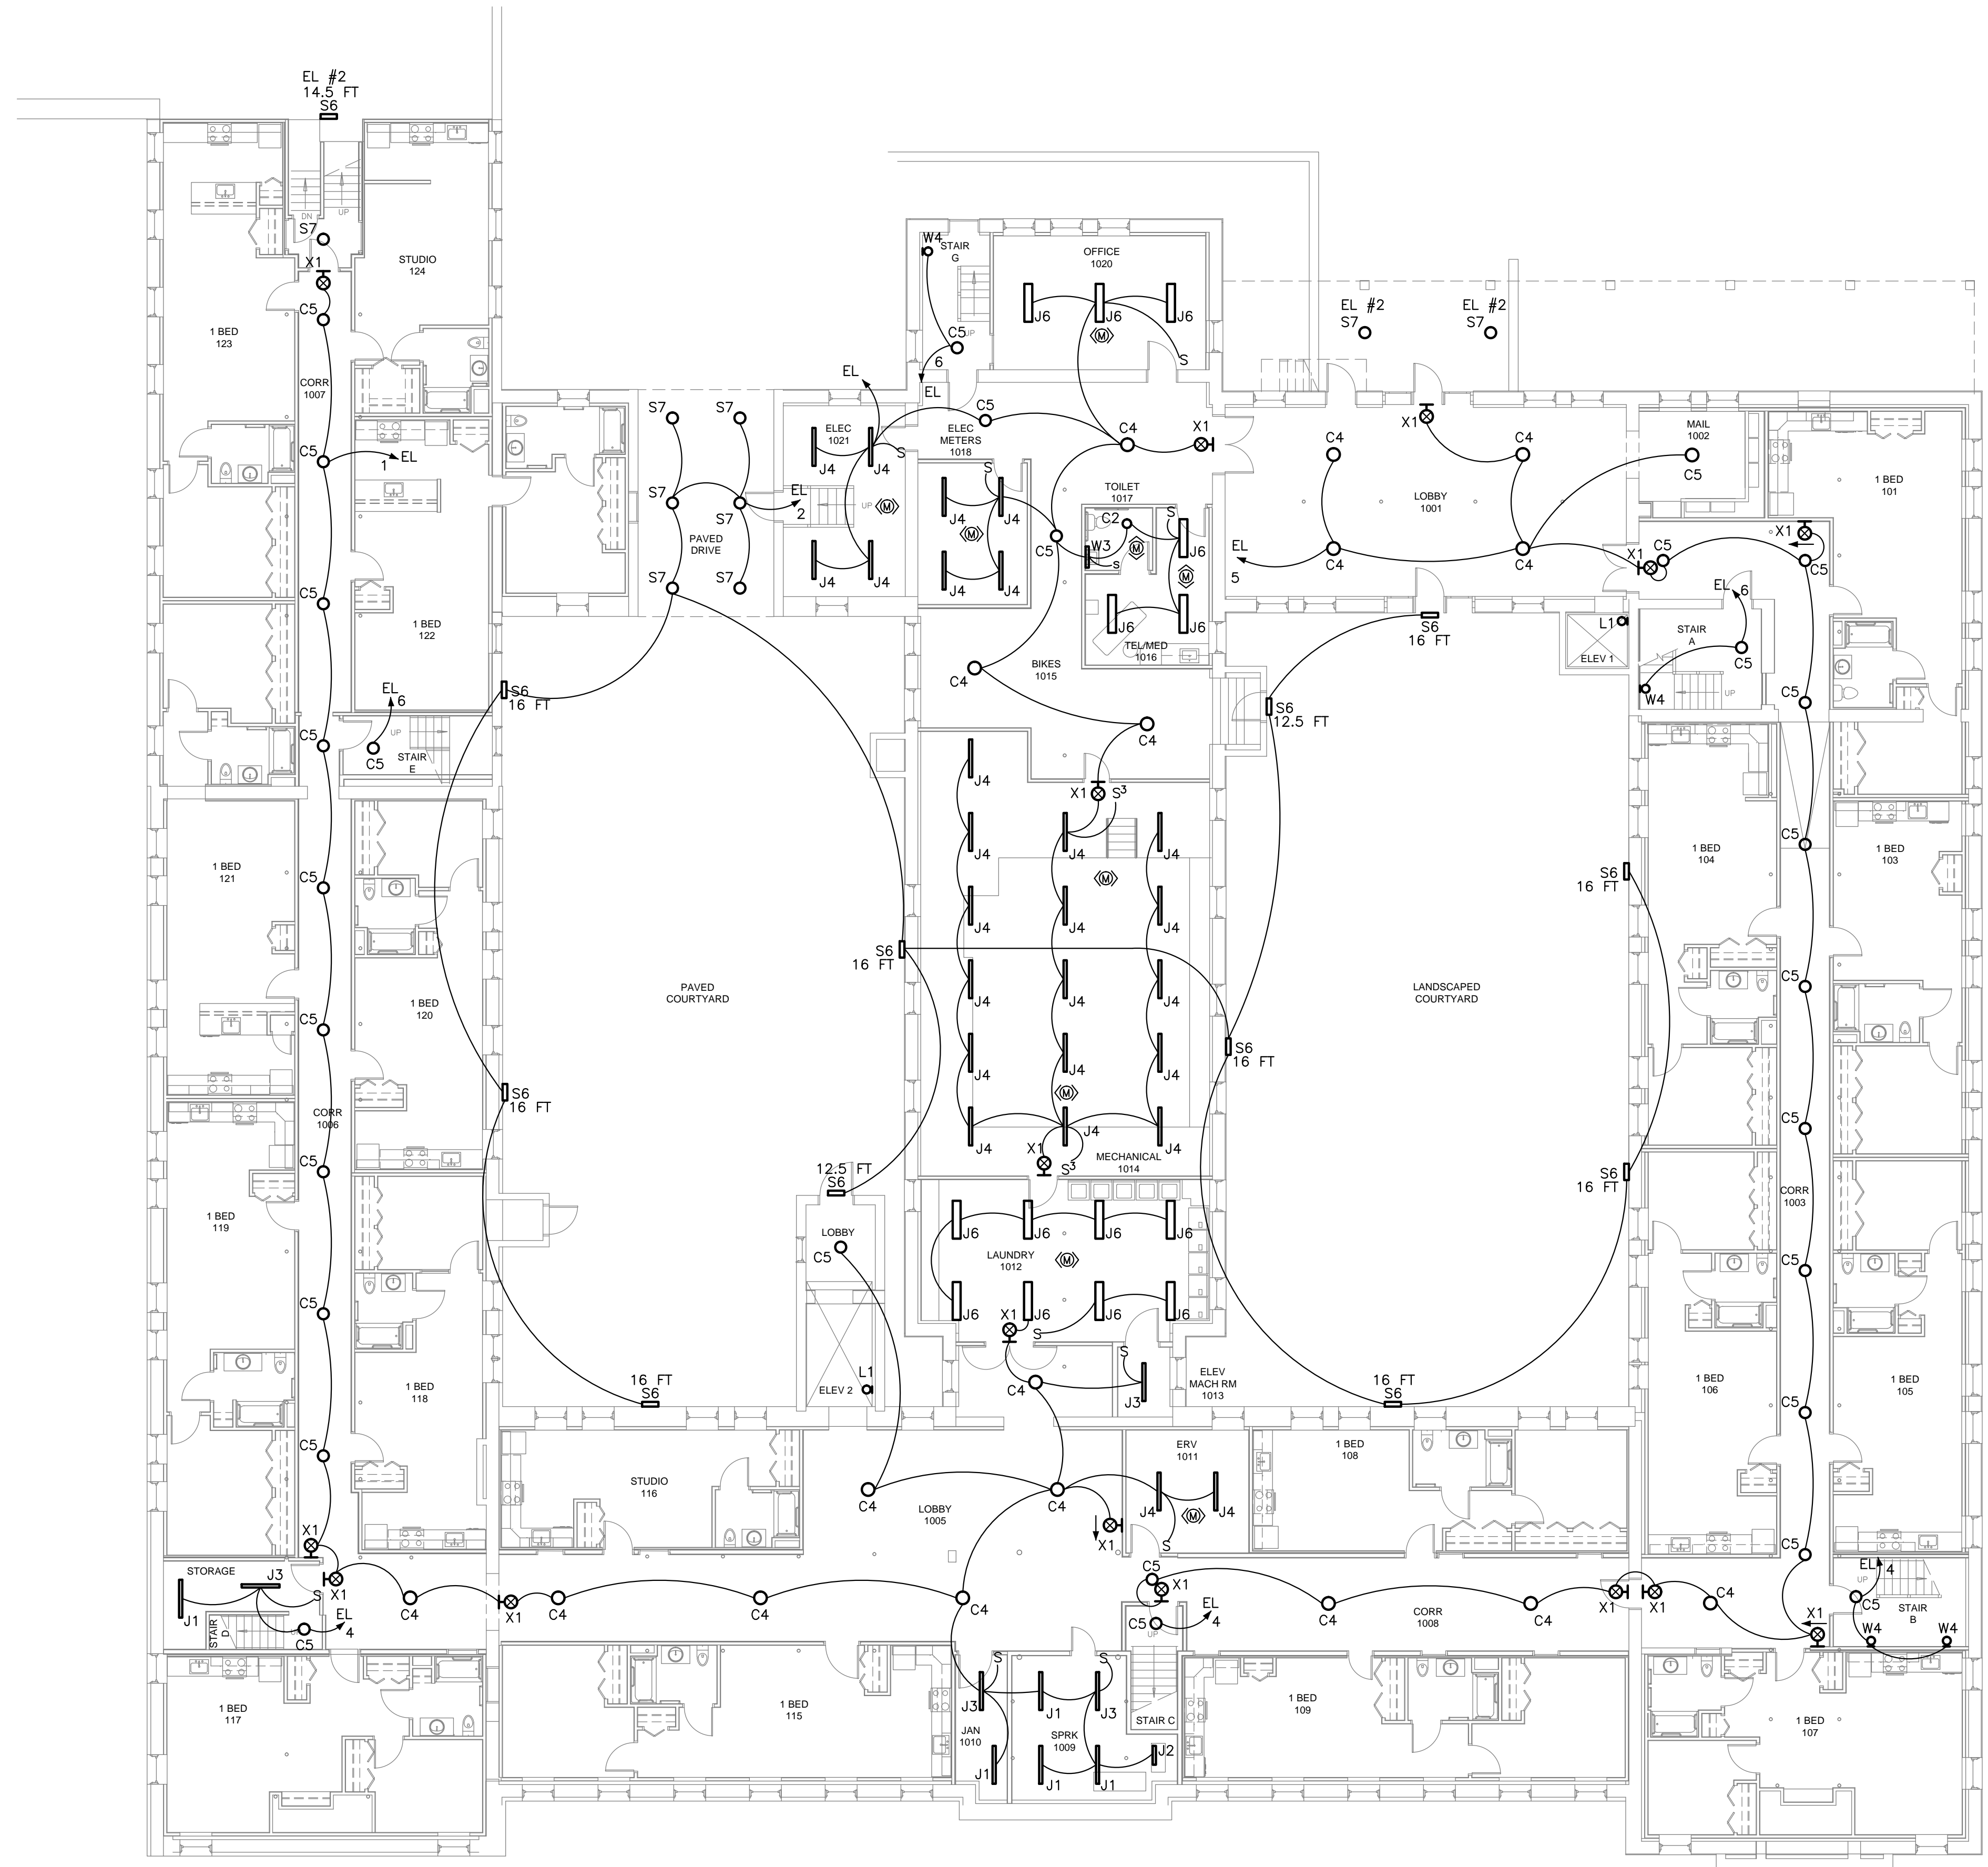 EL #2
14.5 FT
S6
DN
UP
S7
X1
C5
STUDIO
124
1 BED
123
CORR
1007
C5
1
EL
C5
1 BED
122
C5
EL
6
UP
C5
STAIR
E
W4
STAIR
G
C5
UP
6
EL
OFFICE
1020
J6
J6
J6
M
S
EL #2
S7
EL #2
S7
S7
S7
S7
S7
EL
2
PAVED
DRIVE
S7
S7
EL
ELEC
1021
J4
J4
S
UP
M
J4
J4
C5
ELEC
METERS
1018
C4
X1
S
J4
J4
M
J4
J4
C5
TOILET
1017
C2
S
W3
S
M
J6
M
J6
J6
TEL/MED
1016
BIKES
1015
C4
C4
X1
C4
C4
LOBBY
1001
EL
5
C4
C4
MAIL
1002
C5
1 BED
101
X1
C5
X1
C5
S6
16 FT
L1
ELEV 1
EL
6
STAIR
A
C5
W4
UP
C5
S6
16 FT
S6
12.5 FT
X1
S3
J4
J4
J4
M
J4
J4
J4
J4
J4
J4
J4
J4
J4
M
J4
J4
J4
X1
S3
MECHANICAL
1014
1 BED
121
C5
C5
1 BED
120
CORR
1006
C5
1 BED
119
C5
1 BED
118
C5
PAVED
COURTYARD
S6
16 FT
S6
16 FT
S6
16 FT
LANDSCAPED
COURTYARD
S6
16 FT
S6
16 FT
1 BED
104
1 BED
103
C5
C5
C5
CORR
1003
C5
1 BED
106
1 BED
105
C5
C5
12.5 FT
S6
LOBBY
C5
L1
ELEV 2
J6
J6
J6
J6
LAUNDRY
1012
M
J6
J6
J6
J6
X1
S
C4
S
J3
ELEV
MACH RM
1013
16 FT
S6
16 FT
S6
STUDIO
116
C4
LOBBY
1005
C4
X1
ERV
1011
J4
J4
M
S
1 BED
108
X1
STORAGE
J3
J1
S
X1
STAIR
D
C5
EL
4
C4
X1
C4
C4
C4
C5
X1
C5
EL
4
UP
C4
CORR
1008
C4
X1
X1
C4
X1
EL
4
C5
UP
STAIR
B
W4
W4
1 BED
117
1 BED
115
S
J3
JAN
1010
J1
S
J1
J3
SPRK
1009
J1
J1
J2
STAIR C
1 BED
109
1 BED
107